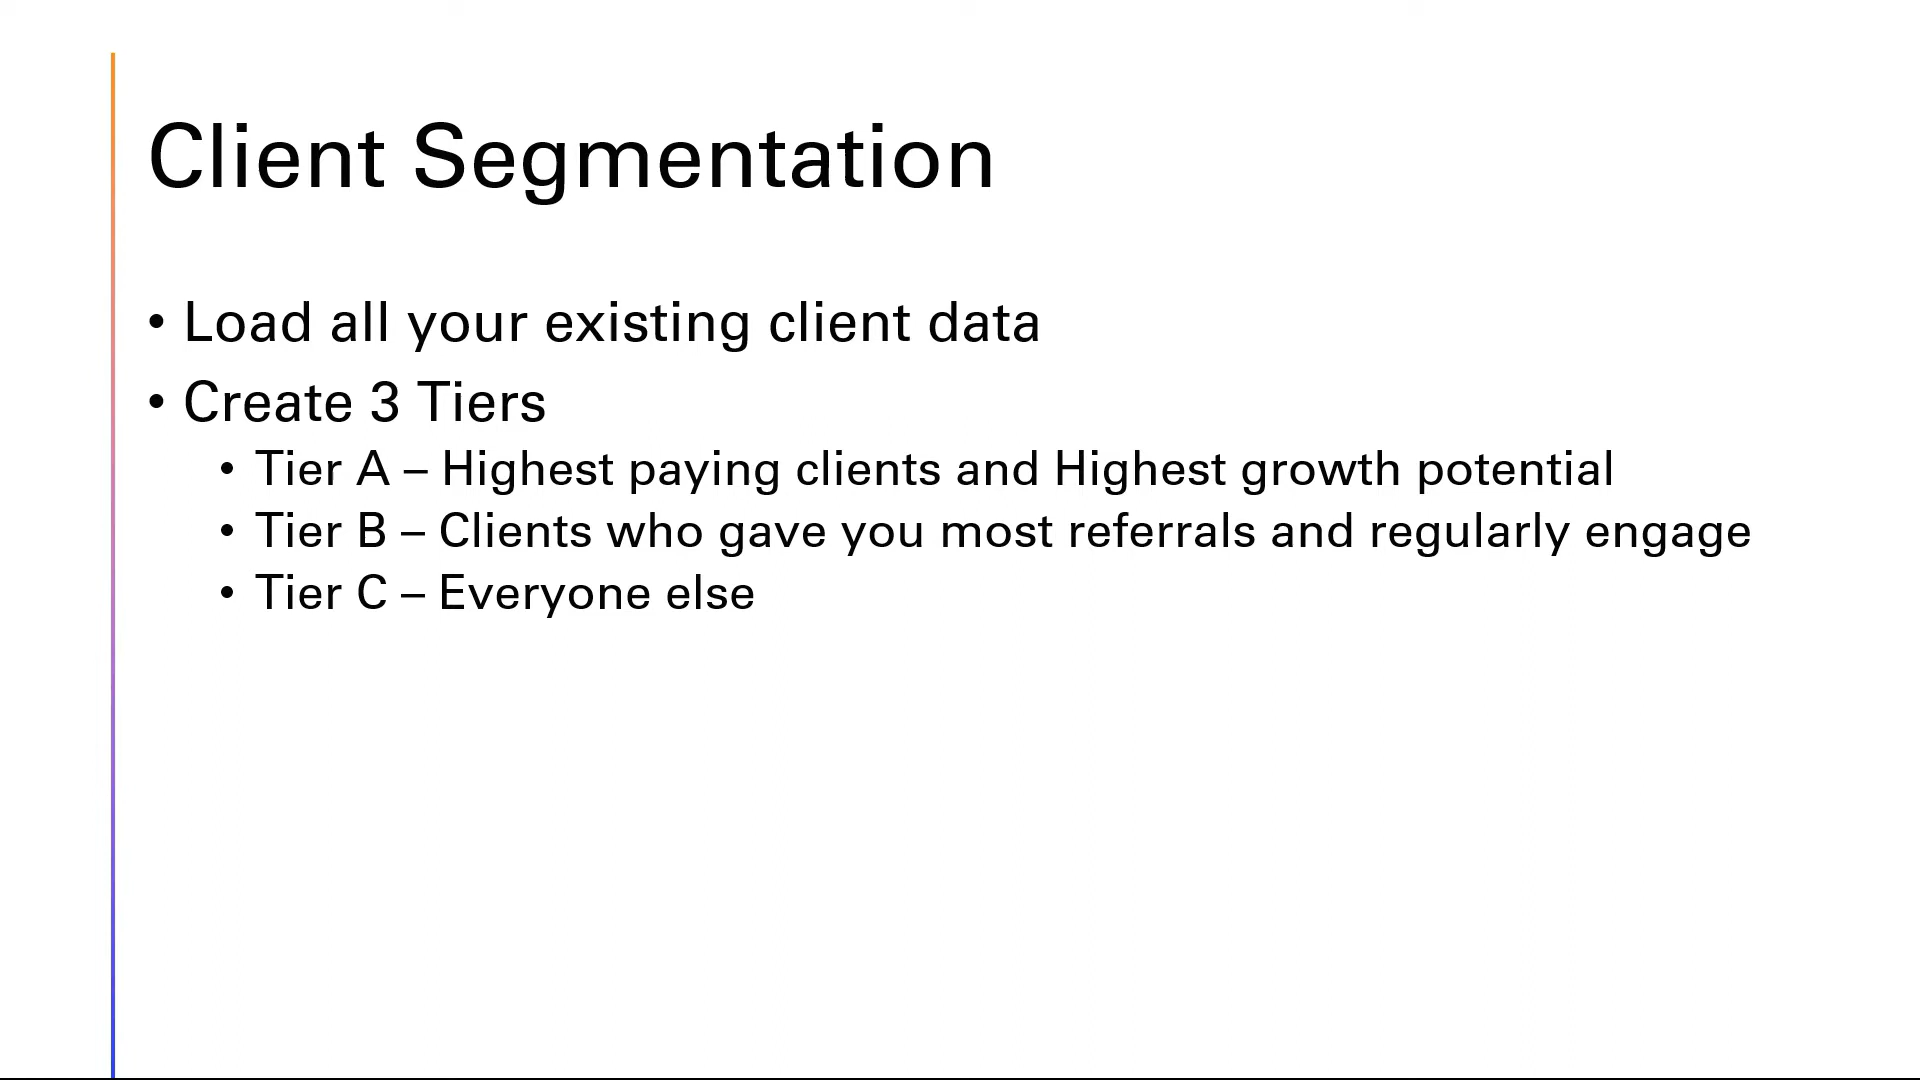 Client Segmentation
• Load all your existing client data
• Create 3 Tiers
• Tier A – Highest paying clients and Highest growth potential
• Tier B – Clients who gave you most referrals and regularly engage
• Tier C – Everyone else